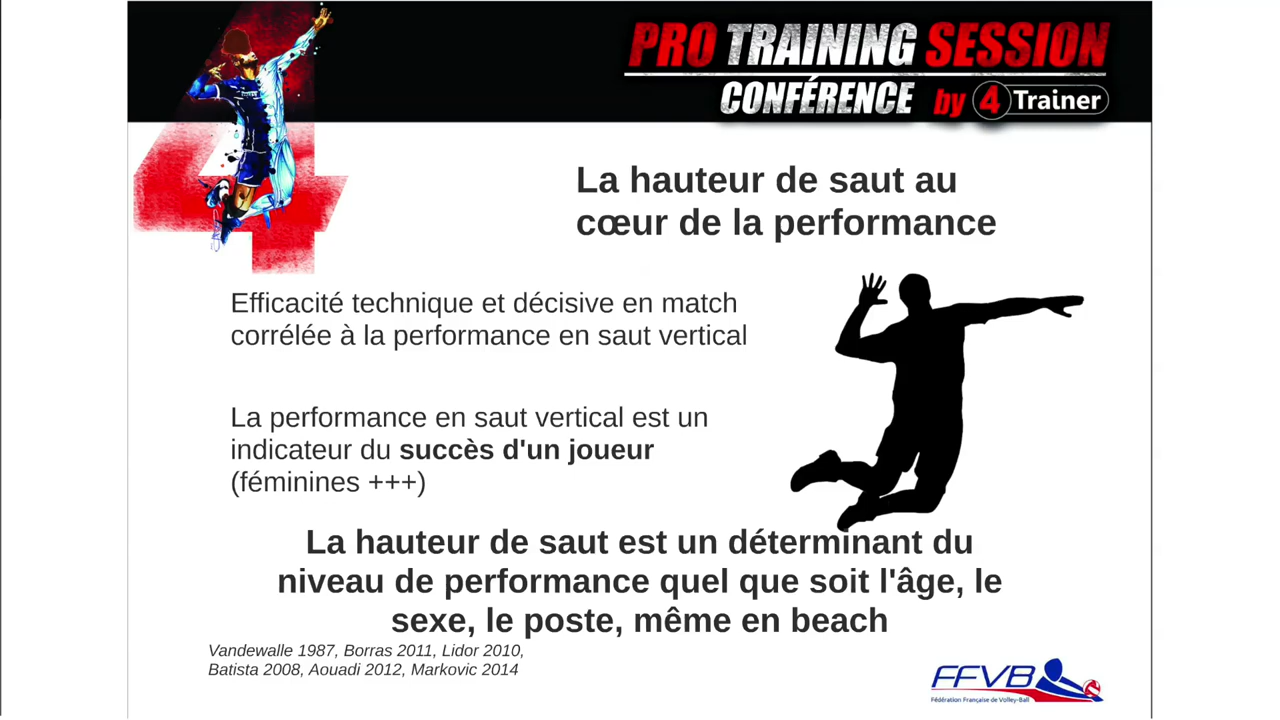 PRO TRAINING SESSION
CONFÉRENCE by 4 Trainer
La hauteur de saut au
cœur de la performance
Efficacité technique et décisive en match
corrélée à la performance en saut vertical
La performance en saut vertical est un
indicateur du succès d'un joueur
(féminines +++)
La hauteur de saut est un déterminant du
niveau de performance quel que soit l'âge, le
sexe, le poste, même en beach
Vandewalle 1987, Borras 2011, Lidor 2010,
Batista 2008, Aouadi 2012, Markovic 2014
FFVB
Fédération Française de Volley-Ball